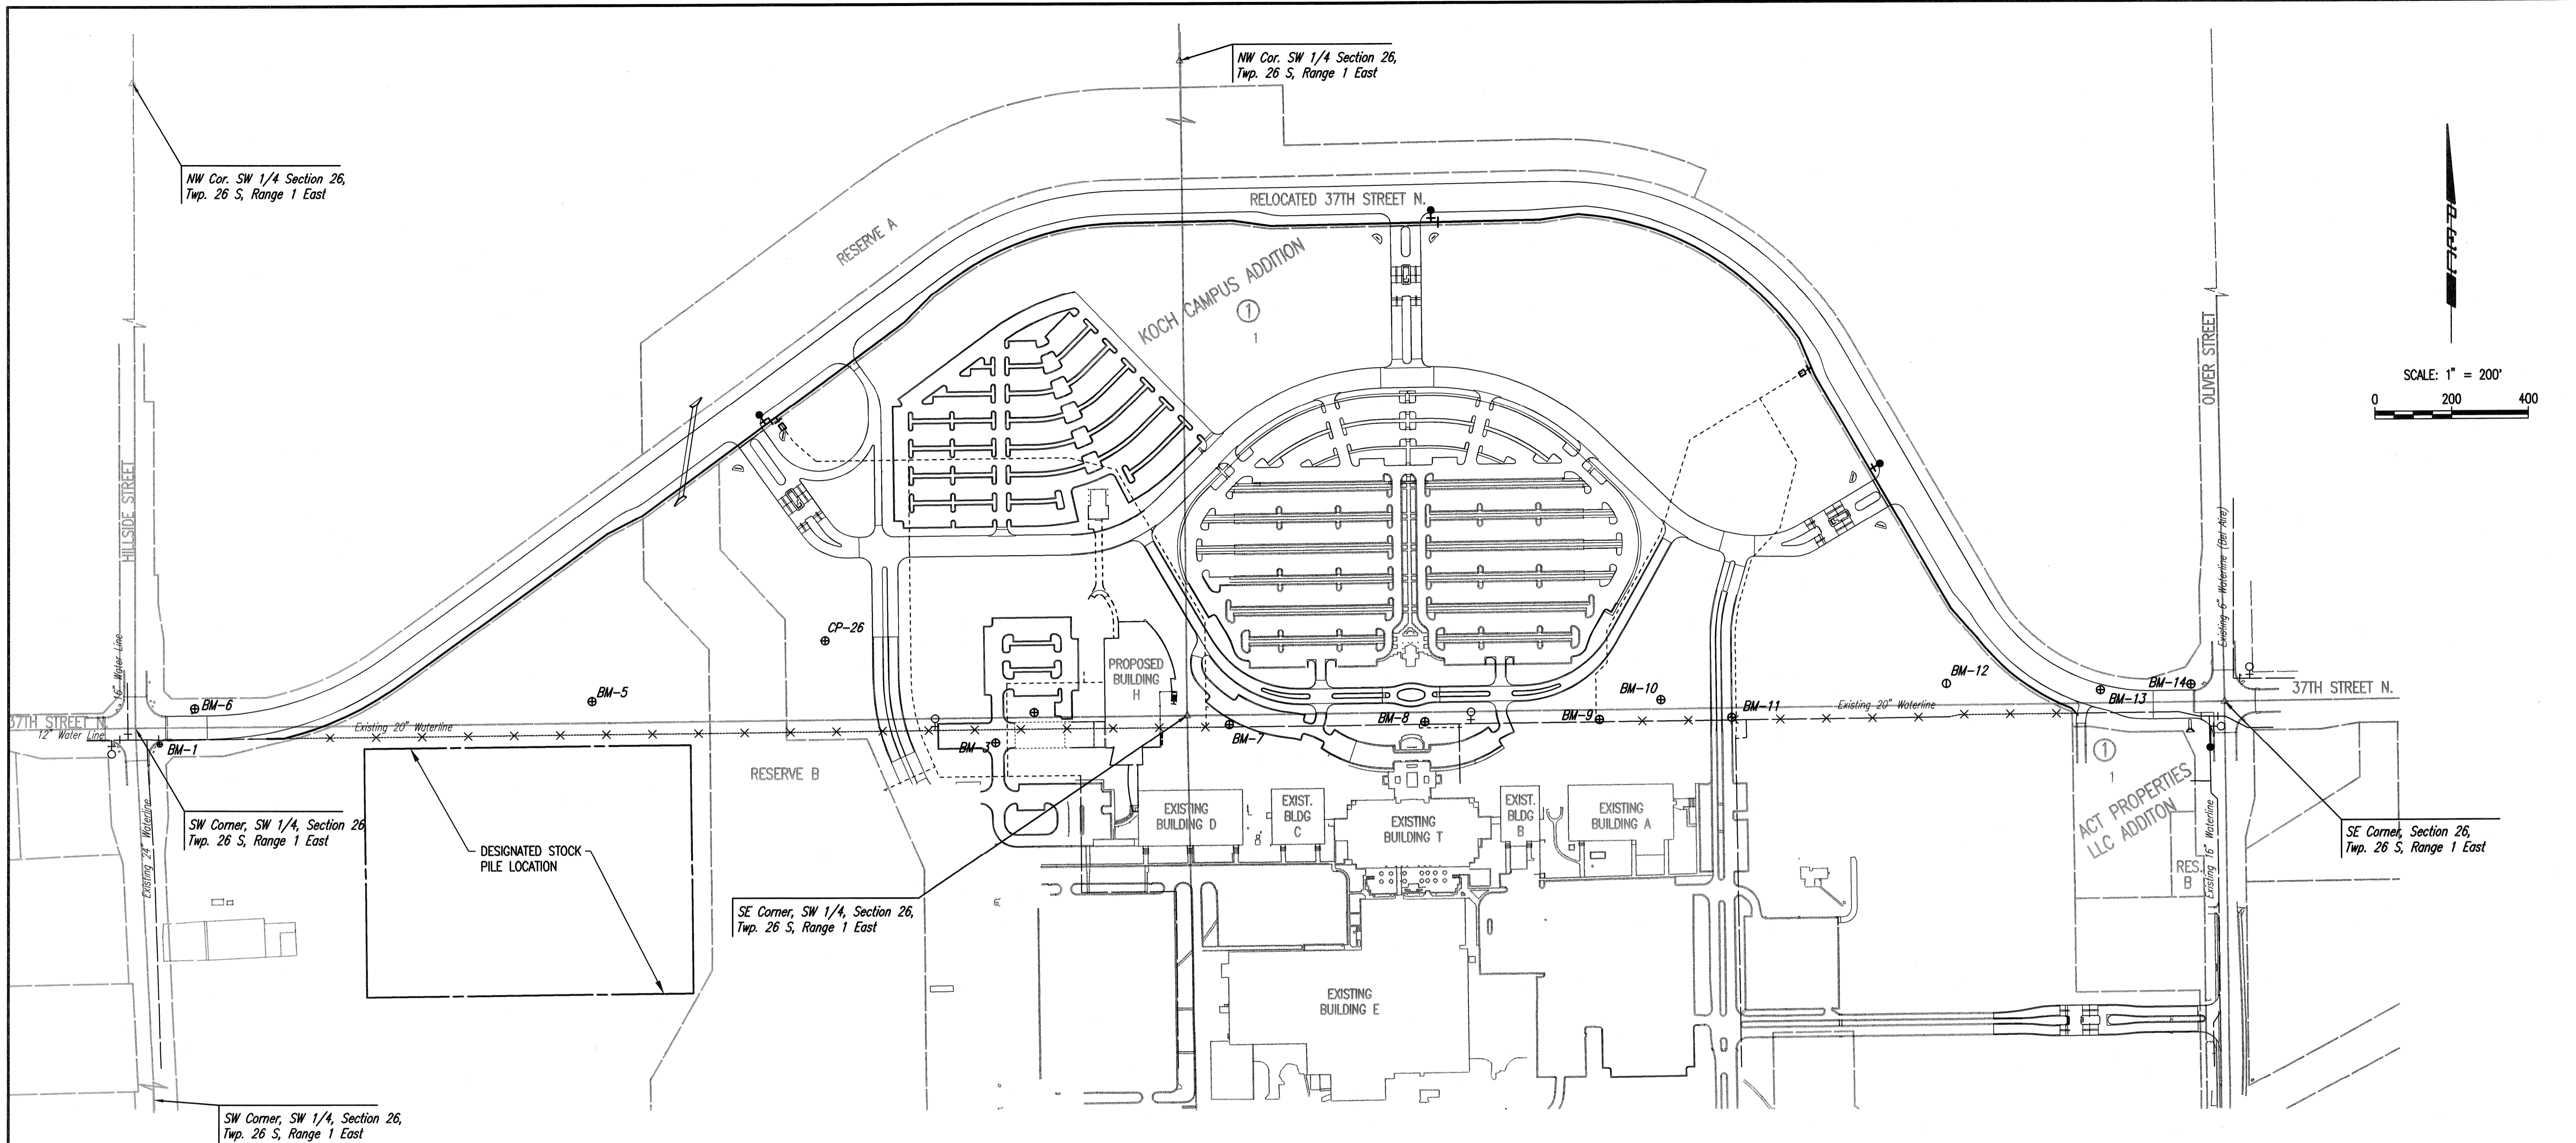 NW Cor. SW 1/4 Section 26,
Twp. 26 S, Range 1 East
NW Cor. SW 1/4 Section 26,
Twp. 26 S, Range 1 East
RELOCATED 37TH STREET N.
RESERVE A
KOCH CAMPUS ADDITION
1
1
OLIVER STREET
SCALE: 1" = 200'
0 200 400
HILLSIDE STREET
Existing 6" Waterline (Bel Aire)
16" Water Line
CP-26
PROPOSED
BUILDING
H
BM-5
BM-6
BM-10
BM-12
BM-13
BM-14
37TH STREET N.
37TH STREET N.
12" Water Line
BM-1
Existing 20" Waterline
BM-3
BM-7
BM-8
BM-9
BM-11
Existing 20" Waterline
RESERVE B
1
1
ACT PROPERTIES
LLC ADDITON
RES.
B
Existing 16" Waterline
Existing 24" Waterline
SW Corner, SW 1/4, Section 26
Twp. 26 S, Range 1 East
DESIGNATED STOCK
PILE LOCATION
EXISTING
BUILDING D
EXIST.
BLDG
C
EXISTING
BUILDING T
EXIST.
BLDG
B
EXISTING
BUILDING A
SE Corner, Section 26,
Twp. 26 S, Range 1 East
SE Corner, SW 1/4, Section 26,
Twp. 26 S, Range 1 East
EXISTING
BUILDING E
SW Corner, SW 1/4, Section 26,
Twp. 26 S, Range 1 East